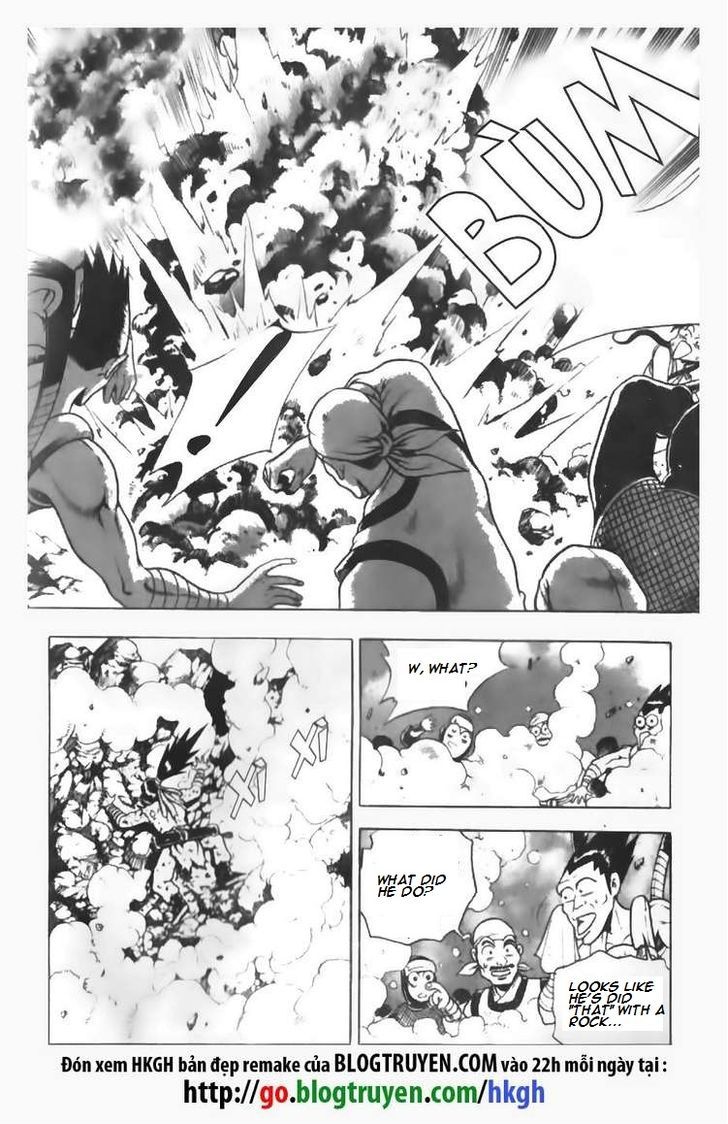 BÙM
!
W, WHAT?
XÌ
XÌ
WHAT DID
HE DO?
LOOKS LIKE
HE'S DID
"THAT" WITH A
ROCK...
Đón xem HKGH bản đẹp remake của BLOGTRUYEN.COM vào 22h mỗi ngày tại :
http://go.blogtruyen.com/hkgh